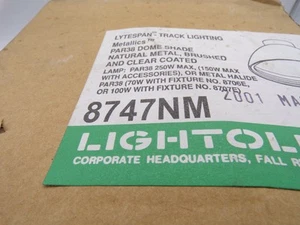 LYTESPAN® TRACK LIGHTING
Metallics™
PAR38 DOME SHADE
NATURAL METAL, BRUSHED
AND CLEAR COATED
LAMP: PAR38 250W MAX. (150W MAX.
WITH ACCESSORIES), OR METAL HALIDE
PAR38 (70W WITH FIXTURE NO. 8706E,
OR 100W WITH FIXTURE NO. 8707E)
8747NM
2001 MA
LIGHTOL
CORPORATE HEADQUARTERS, FALL R